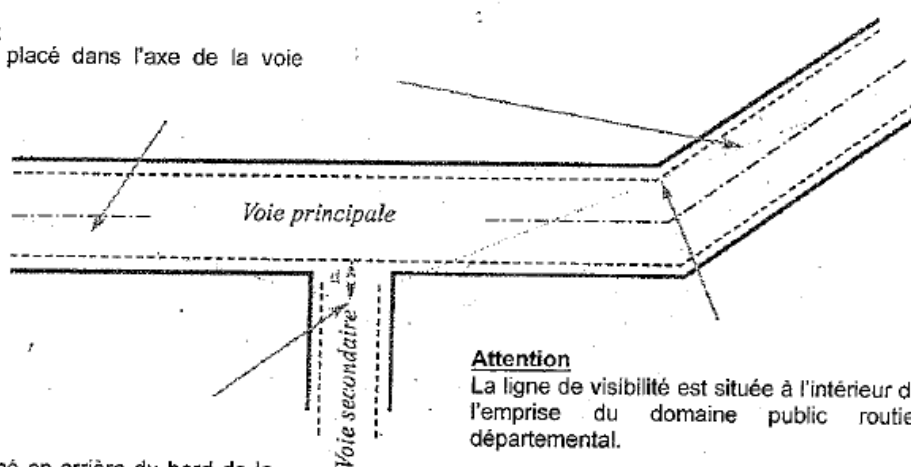 placé dans l'axe de la voie
Voie principale
Voie secondaire
Attention
La ligne de visibilité est située à l'intérieur d
l'emprise du domaine public routie
départemental.
en arrière du bord de la